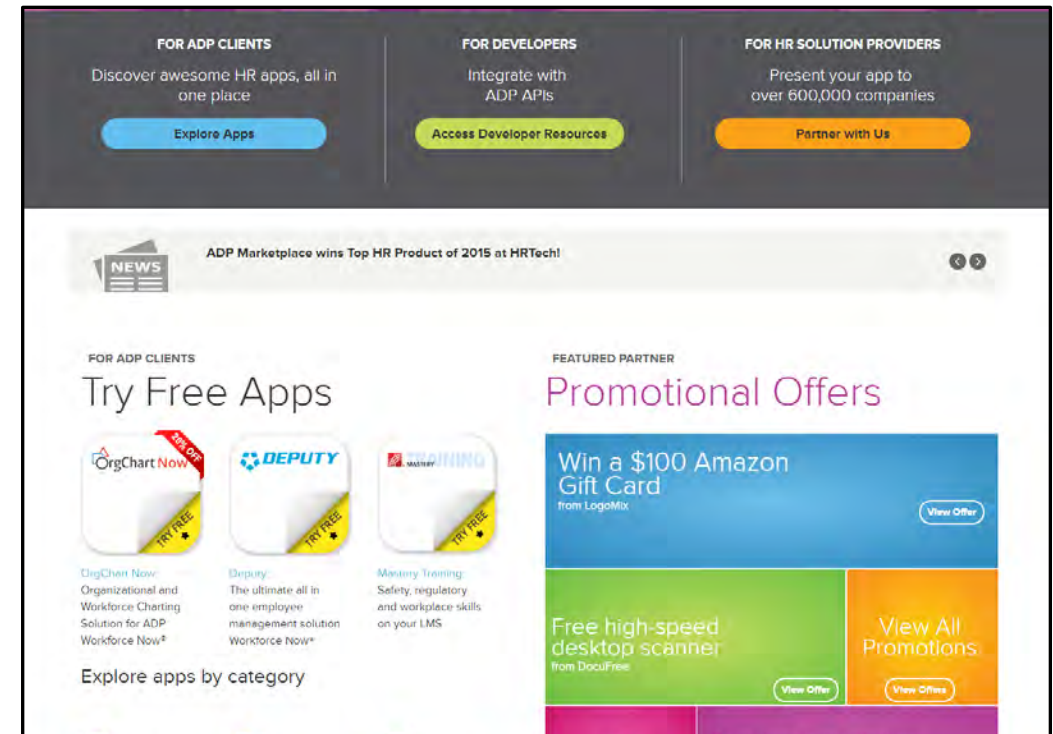 FOR ADP CLIENTS
Discover awesome HR apps, all in
one place
Explore Apps
FOR DEVELOPERS
Integrate with
ADP APIs
Access Developer Resources
FOR HR SOLUTION PROVIDERS
Present your app to
over 600,000 companies
Partner with Us
NEWS
ADP Marketplace wins Top HR Product of 2015 at HRTech!
FOR ADP CLIENTS
Try Free Apps
20% OFF
OrgChart Now
TRY FREE
DEPUTY
TRY FREE
MASTERY TRAINING
TRY FREE
OrgChart Now
Organizational and
Workforce Charting
Solution for ADP
Workforce Now®
Deputy
The ultimate all in
one employee
management solution
Workforce Now®
Mastery Training
Safety, regulatory
and workplace skills
on your LMS
Explore apps by category
FEATURED PARTNER
Promotional Offers
Win a $100 Amazon
Gift Card
from LogoMix
View Offer
Free high-speed
desktop scanner
from DocuFree
View Offer
View All
Promotions
View Offers